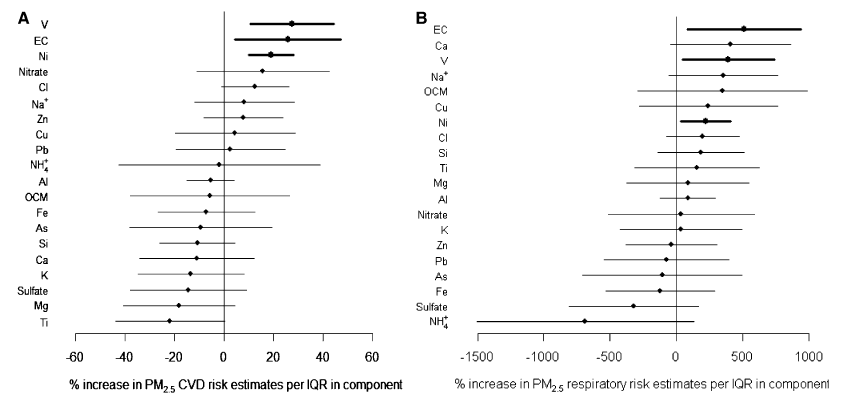 A
V
EC
Ni
Nitrate
Cl
Na⁺
Zn
Cu
Pb
NH₄⁺
Al
OCM
Fe
As
Si
Ca
K
Sulfate
Mg
Ti
-60 -40 -20 0 20 40 60
% increase in PM₂.₅ CVD risk estimates per IQR in component
B
EC
Ca
V
Na⁺
OCM
Cu
Ni
Cl
Si
Ti
Mg
Al
Nitrate
K
Zn
Pb
As
Fe
Sulfate
NH₄⁺
-1500 -1000 -500 0 500 1000
% increase in PM₂.₅ respiratory risk estimates per IQR in component